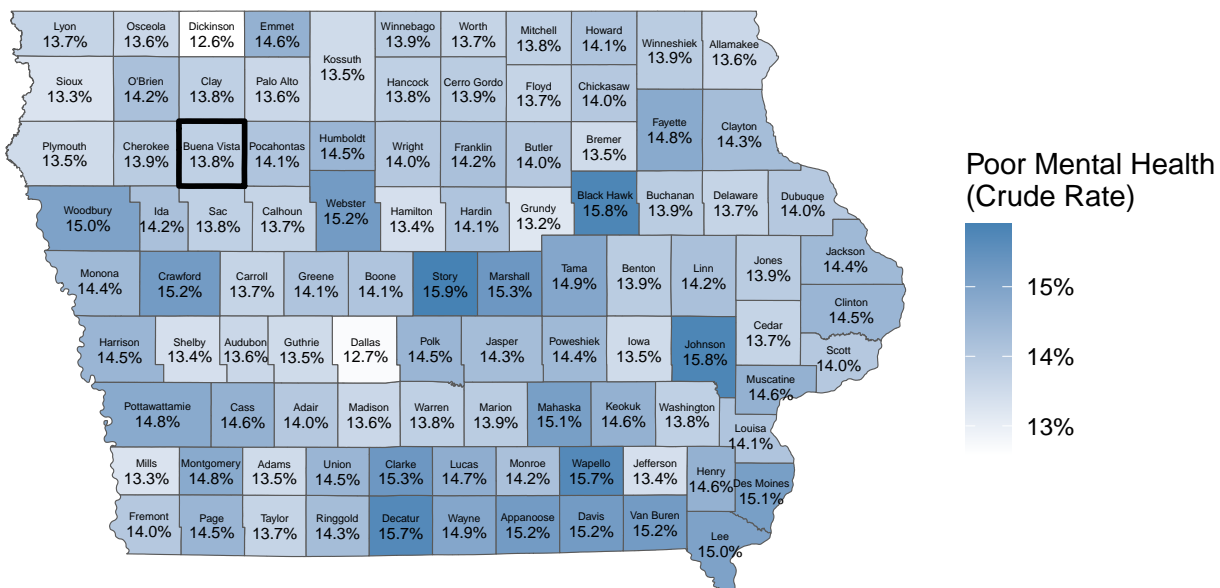 Lyon
13.7%
Osceola
13.6%
Dickinson
12.6%
Emmet
14.6%
Kossuth
13.5%
Winnebago
13.9%
Worth
13.7%
Mitchell
13.8%
Howard
14.1%
Winneshiek
13.9%
Allamakee
13.6%
Sioux
13.3%
O'Brien
14.2%
Clay
13.8%
Palo Alto
13.6%
Hancock
13.8%
Cerro Gordo
13.9%
Floyd
13.7%
Chickasaw
14.0%
Fayette
14.8%
Clayton
14.3%
Plymouth
13.5%
Cherokee
13.9%
Buena Vista
13.8%
Pocahontas
14.1%
Humboldt
14.5%
Wright
14.0%
Franklin
14.2%
Butler
14.0%
Bremer
13.5%
Woodbury
15.0%
Ida
14.2%
Sac
13.8%
Calhoun
13.7%
Webster
15.2%
Hamilton
13.4%
Hardin
14.1%
Grundy
13.2%
Black Hawk
15.8%
Buchanan
13.9%
Delaware
13.7%
Dubuque
14.0%
Monona
14.4%
Crawford
15.2%
Carroll
13.7%
Greene
14.1%
Boone
14.1%
Story
15.9%
Marshall
15.3%
Tama
14.9%
Benton
13.9%
Linn
14.2%
Jones
13.9%
Jackson
14.4%
Clinton
14.5%
Harrison
14.5%
Shelby
13.4%
Audubon
13.6%
Guthrie
13.5%
Dallas
12.7%
Polk
14.5%
Jasper
14.3%
Poweshiek
14.4%
Iowa
13.5%
Johnson
15.8%
Cedar
13.7%
Scott
14.0%
Muscatine
14.6%
Pottawattamie
14.8%
Cass
14.6%
Adair
14.0%
Madison
13.6%
Warren
13.8%
Marion
13.9%
Mahaska
15.1%
Keokuk
14.6%
Washington
13.8%
Louisa
14.1%
Mills
13.3%
Montgomery
14.8%
Adams
13.5%
Union
14.5%
Clarke
15.3%
Lucas
14.7%
Monroe
14.2%
Wapello
15.7%
Jefferson
13.4%
Henry
14.6%
Des Moines
15.1%
Fremont
14.0%
Page
14.5%
Taylor
13.7%
Ringgold
14.3%
Decatur
15.7%
Wayne
14.9%
Appanoose
15.2%
Davis
15.2%
Van Buren
15.2%
Lee
15.0%
Poor Mental Health
(Crude Rate)
15%
14%
13%